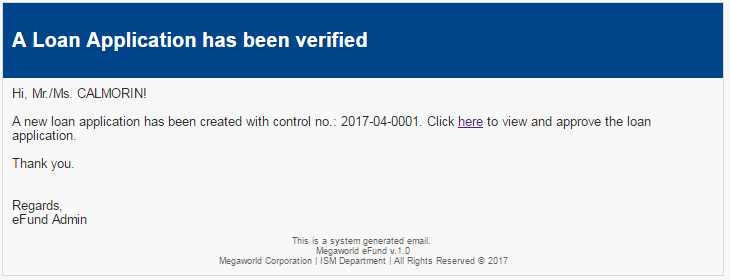 A Loan Application has been verified
Hi, Mr./Ms. CALMORIN!
A new loan application has been created with control no.: 2017-04-0001. Click here to view and approve the loan
application.
Thank you.
Regards,
eFund Admin
This is a system generated email.
Megaworld eFund v.1.0
Megaworld Corporation | ISM Department | All Rights Reserved © 2017